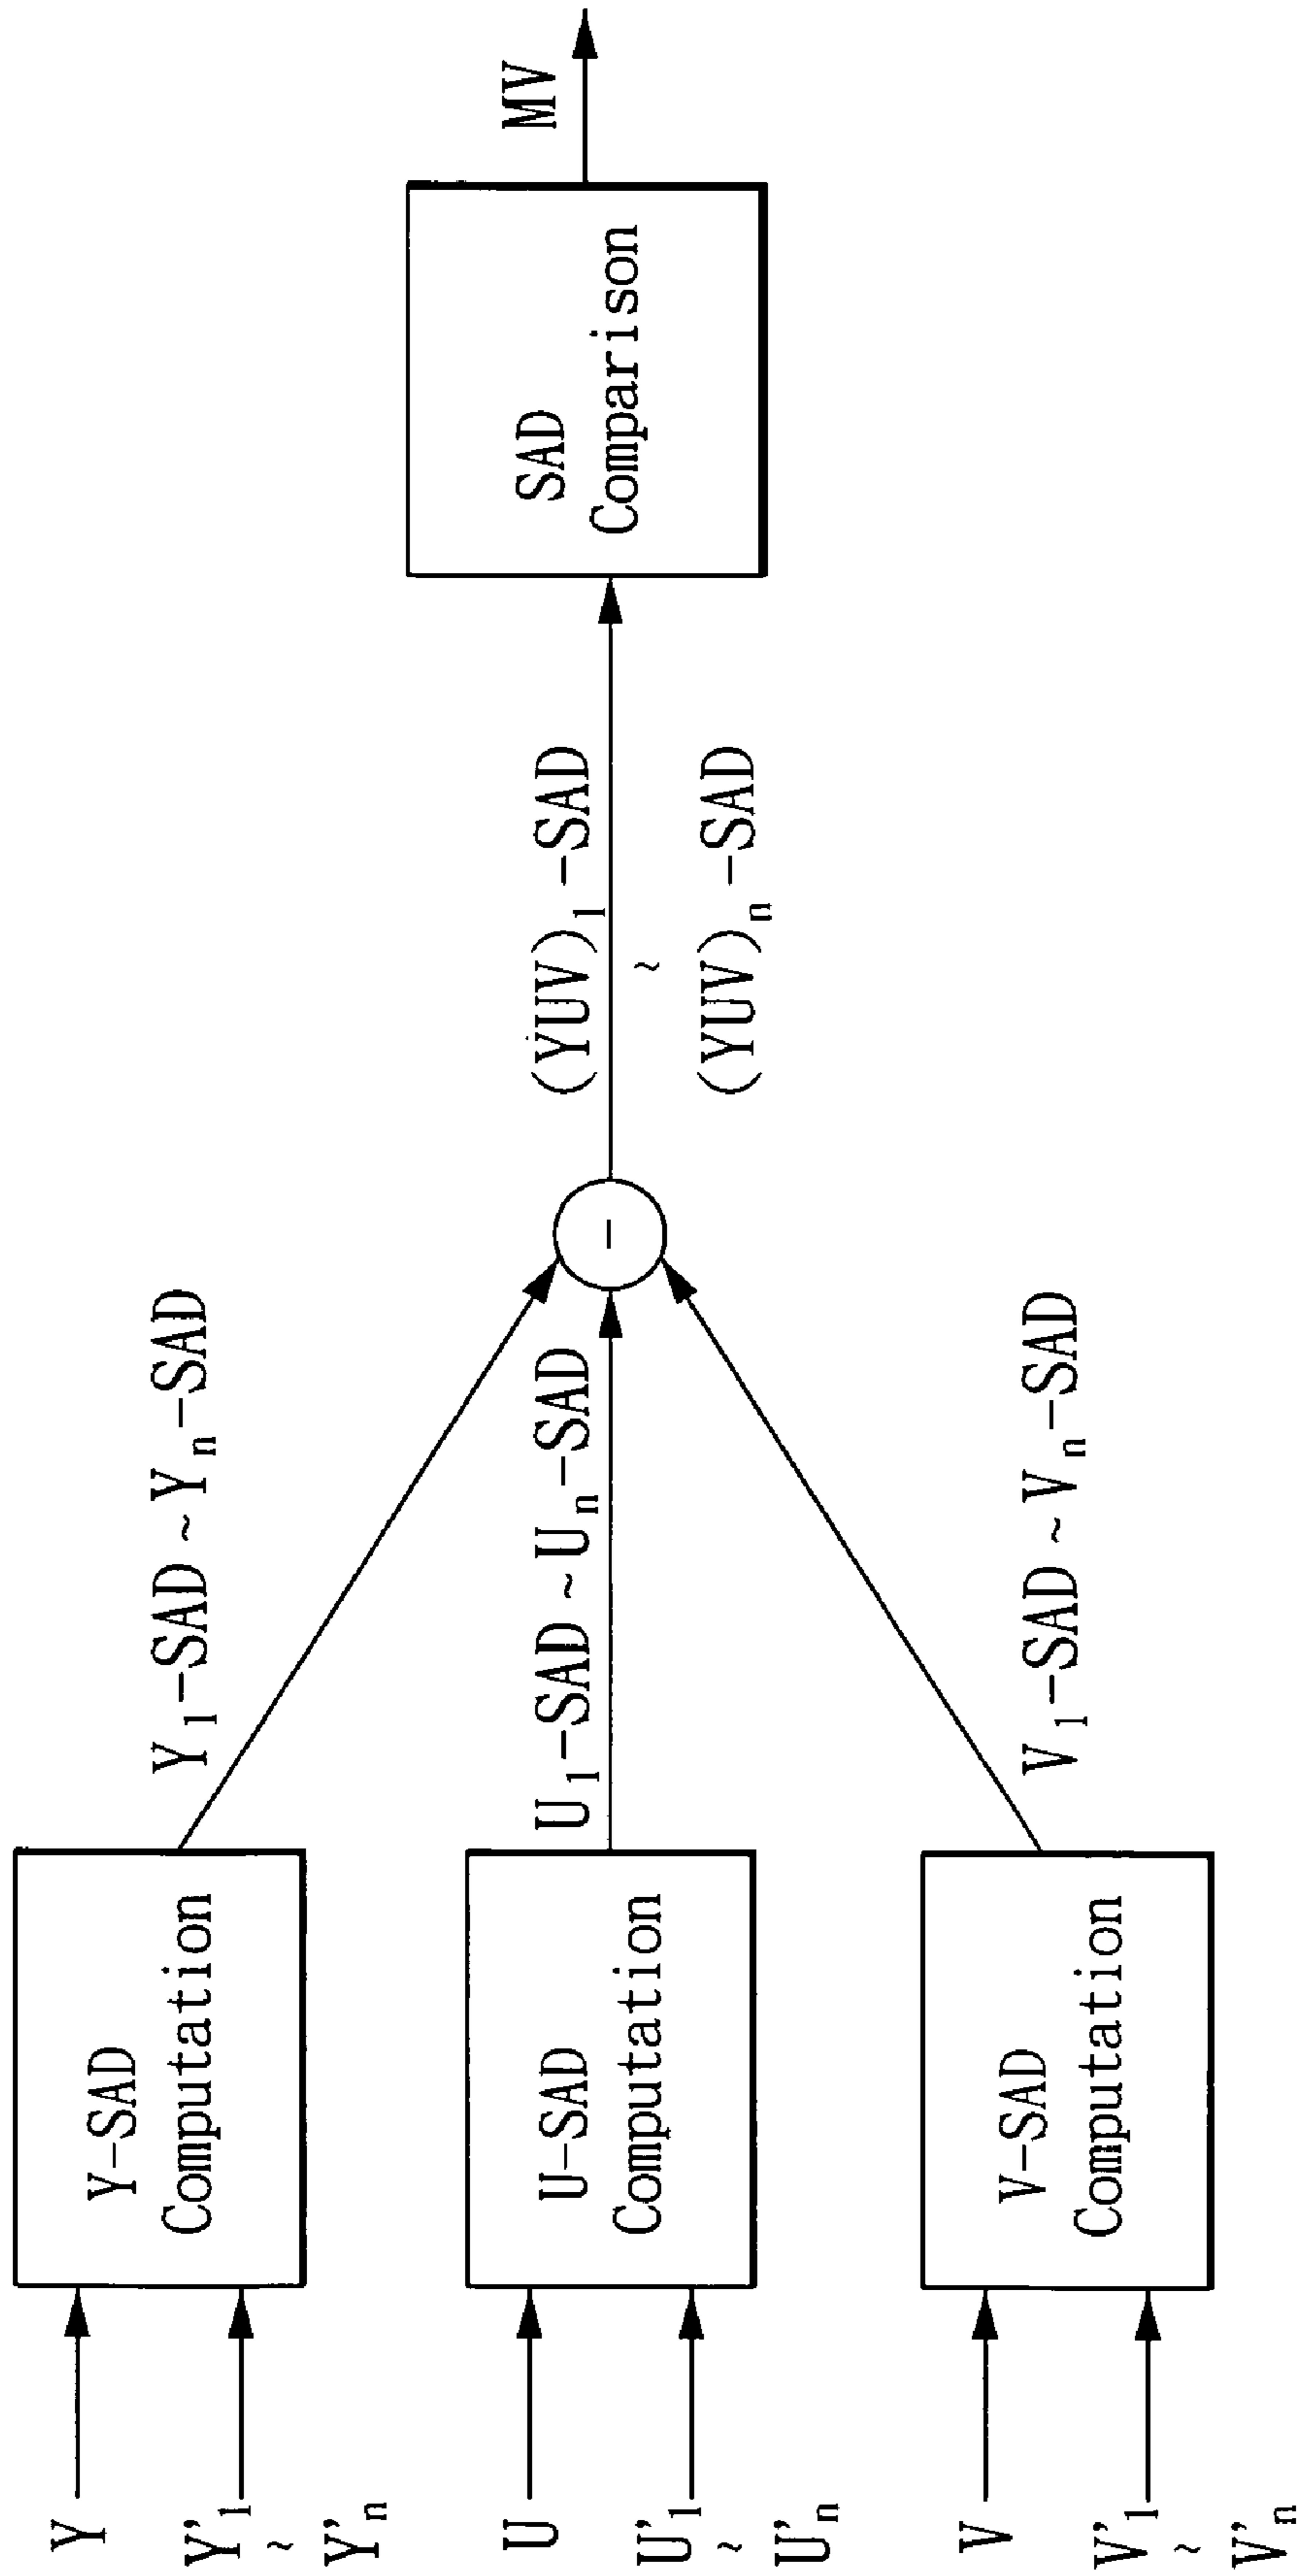 Y
Y'₁
~
Y'ₙ
Y-SAD
Computation
Y₁-SAD ~ Yₙ-SAD
U
U'₁
~
U'ₙ
U-SAD
Computation
U₁-SAD ~ Uₙ-SAD
V
V'₁
~
V'ₙ
V-SAD
Computation
V₁-SAD ~ Vₙ-SAD
(YUV)₁-SAD
~
(YUV)ₙ-SAD
SAD
Comparison
MV